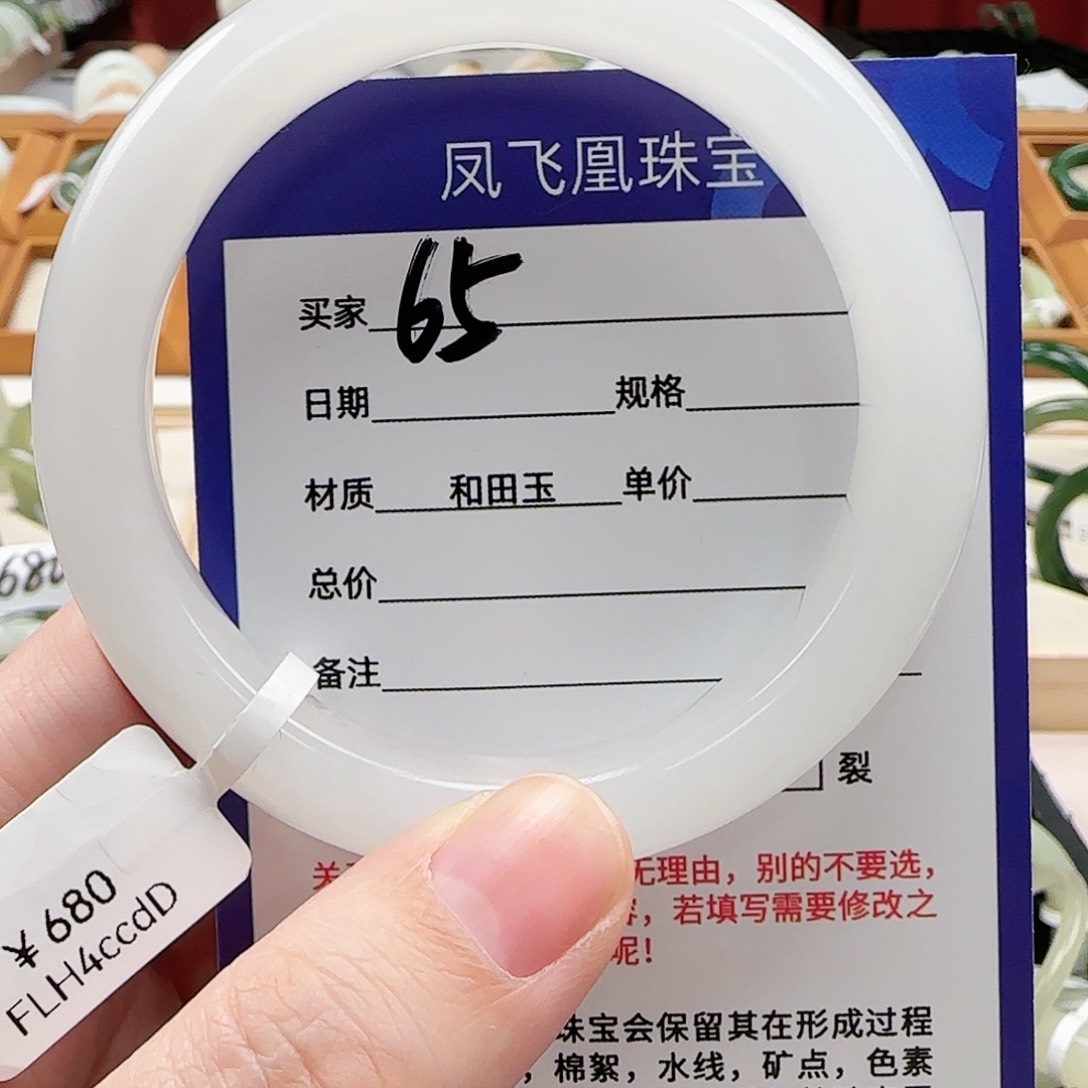 凤飞凰珠宝
买家 65
日期 规格
材质 和田玉 单价
总价
备注
裂
无理由，别的不要选，
，若填写需要修改之
呢！
珠宝会保留其在形成过程
，棉絮，水线，矿点，色素
¥680
FLH4ccdD
680